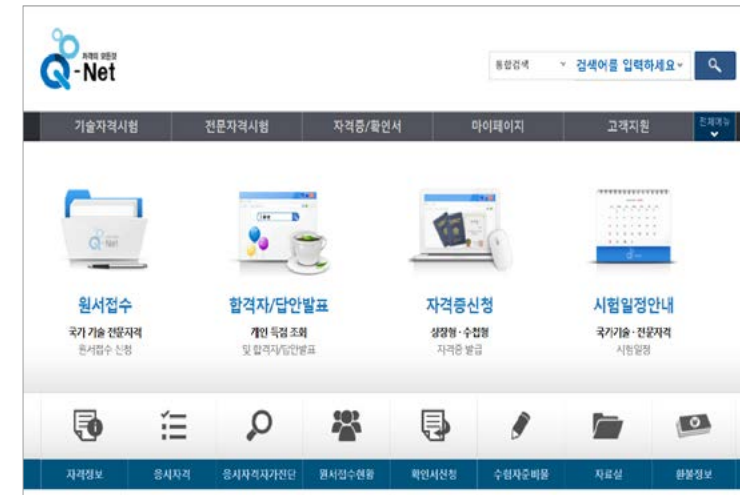 자격의 모든것
Q-Net
통합검색
검색어를 입력하세요
기술자격시험
전문자격시험
자격증/확인서
마이페이지
고객지원
전체메뉴
Q-Net
원서접수
국가 기술 전문자격
원서접수 신청
합격자/답안발표
개인 득점 조회
및 합격자/답안발표
자격증신청
상장형 · 수첩형
자격증 발급
시험일정안내
국가기술 · 전문자격
시험일정
자격정보
응시자격
응시자격자가진단
원서접수현황
확인서신청
수험자준비물
자료실
환불정보